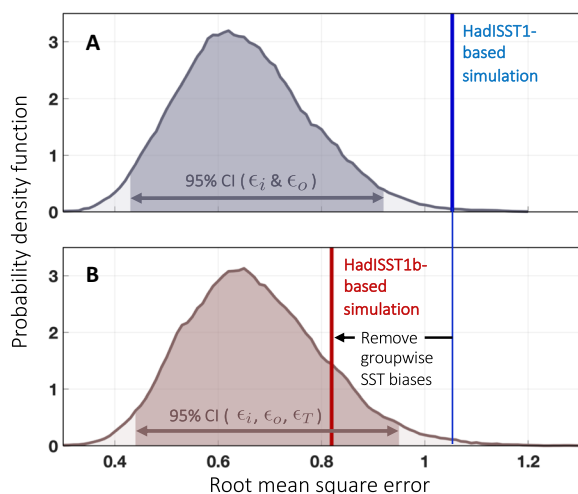 A
HadISST1-
based
simulation
3
2
1
0
95% CI ( ϵi & ϵo )
Probability density function
B
HadISST1b-
based
simulation
Remove
groupwise
SST biases
3
2
1
0
95% CI ( ϵi, ϵo, ϵT )
0.4 0.6 0.8 1 1.2
Root mean square error